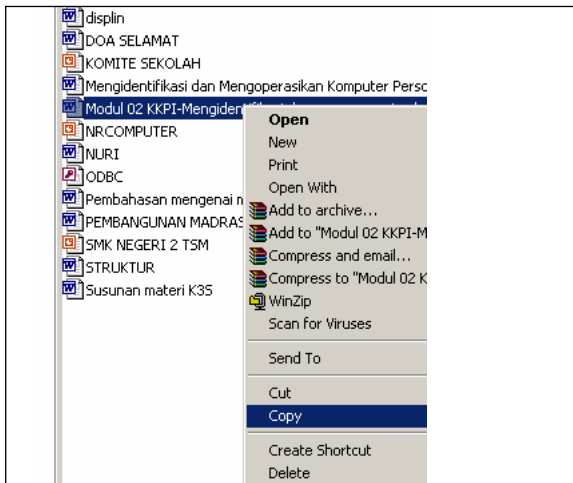 displin
DOA SELAMAT
KOMITE SEKOLAH
Mengidentifikasi dan Mengoperasikan Komputer Perso
Modul 02 KKPI-Mengiden
NRCOMPUTER
NURI
ODBC
Pembahasan mengenai
PEMBANGUNAN MADRAS
SMK NEGERI 2 TSM
STRUKTUR
Susunan materi K3S
Open
New
Print
Open With
Add to archive...
Add to "Modul 02 KKPI-M
Compress and email...
Compress to "Modul 02 K
WinZip
Scan for Viruses
Send To
Cut
Copy
Create Shortcut
Delete